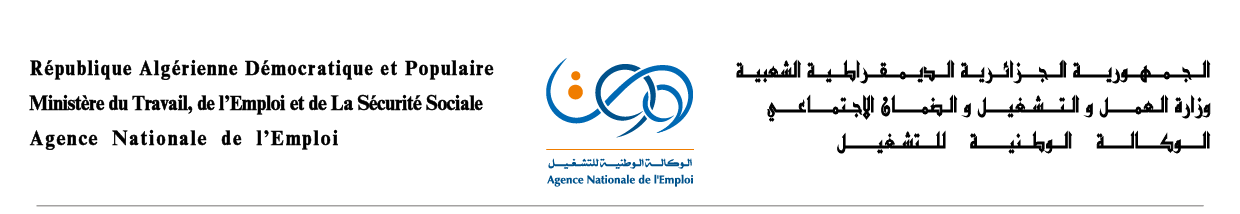 République Algérienne Démocratique et Populaire
Ministère du Travail, de l'Emploi et de La Sécurité Sociale
Agence Nationale de l'Emploi
الوكالة الوطنية للتشغيل
Agence Nationale de l'Emploi
الجمهورية الجزائرية الديمقراطية الشعبية
وزارة العمل و التشغيل و الضمان الإجتماعي
الوكالة الوطنية للتشغيل